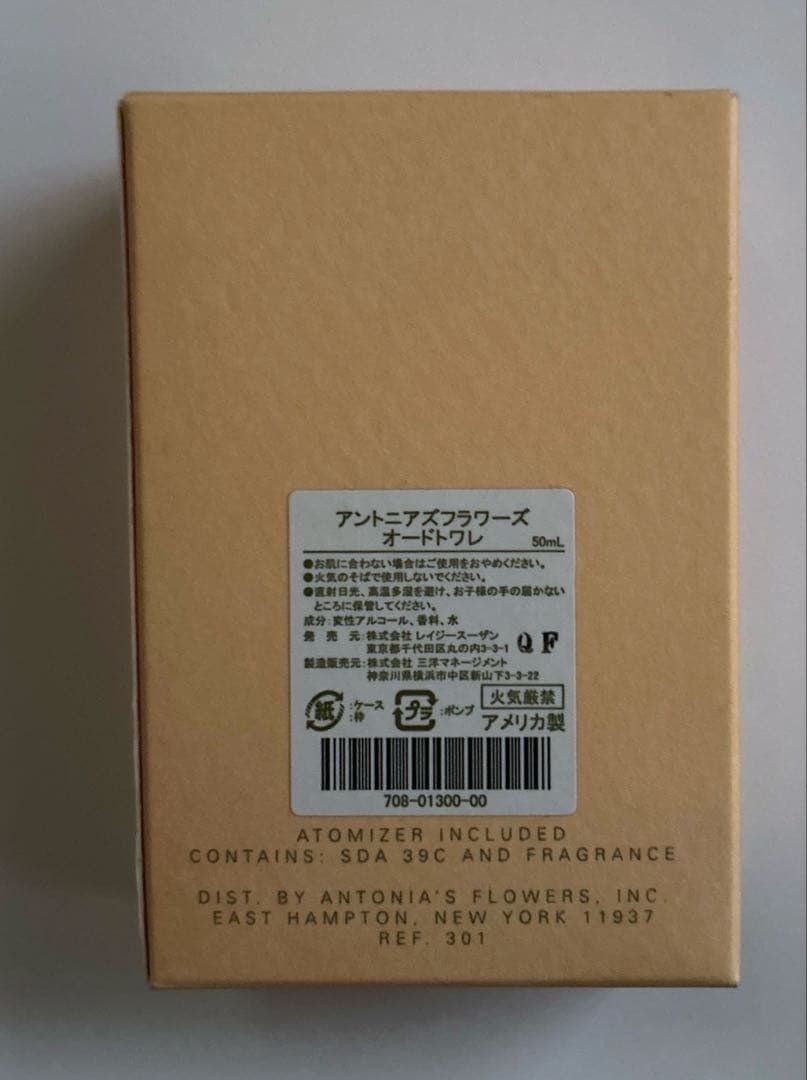 アントニアズフラワーズ
オードトワレ 50mL
●お肌に合わない場合はご使用をおやめください。
●火気のそばで使用しないでください。
●直射日光、高温多湿を避け、お子様の手の届かない
ところに保管してください。
成分：変性アルコール、香料、水
発売元：株式会社 レイジースーザン
東京都千代田区丸の内3-3-1 QF
製造販売元：株式会社 三洋マネージメント
神奈川県横浜市中区新山下3-3-22
紙：ケース
：枠
プラ：ポンプ
火気厳禁
アメリカ製
708-01300-00
ATOMIZER INCLUDED
CONTAINS: SDA 39C AND FRAGRANCE
DIST. BY ANTONIA'S FLOWERS, INC.
EAST HAMPTON, NEW YORK 11937
REF. 301